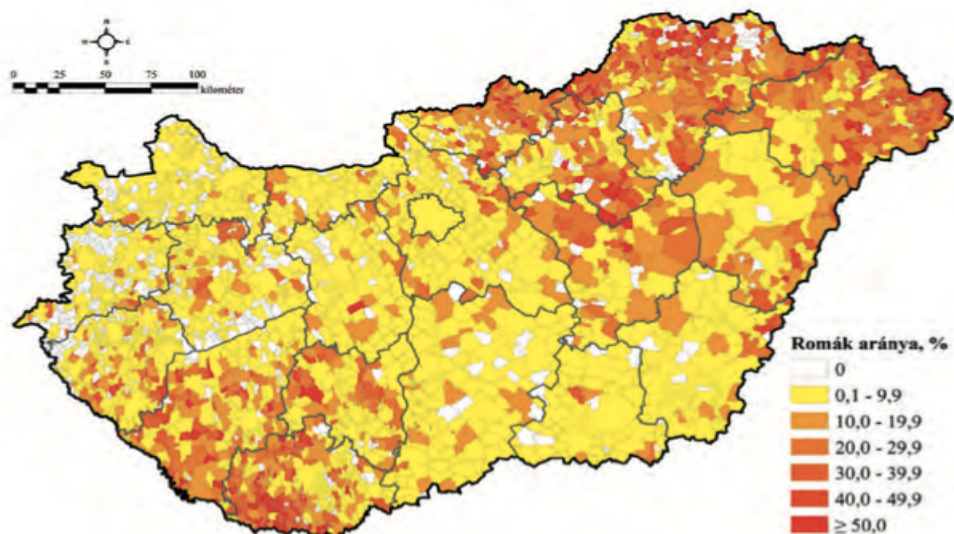 N
W E
S
0 25 50 75 100
kilométer
Romák aránya, %
0
0,1 - 9,9
10,0 - 19,9
20,0 - 29,9
30,0 - 39,9
40,0 - 49,9
≥ 50,0